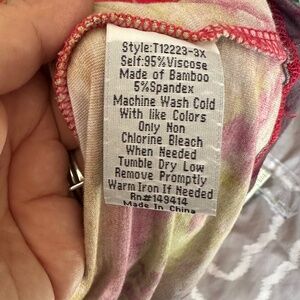 Style:T12223-3X
Self:95%Viscose
Made of Bamboo
5%Spandex
Machine Wash Cold
With like Colors
Only Non
Chlorine Bleach
When Needed
Tumble Dry Low
Remove Promptly
Warm Iron If Needed
Rn#149414
Made In China